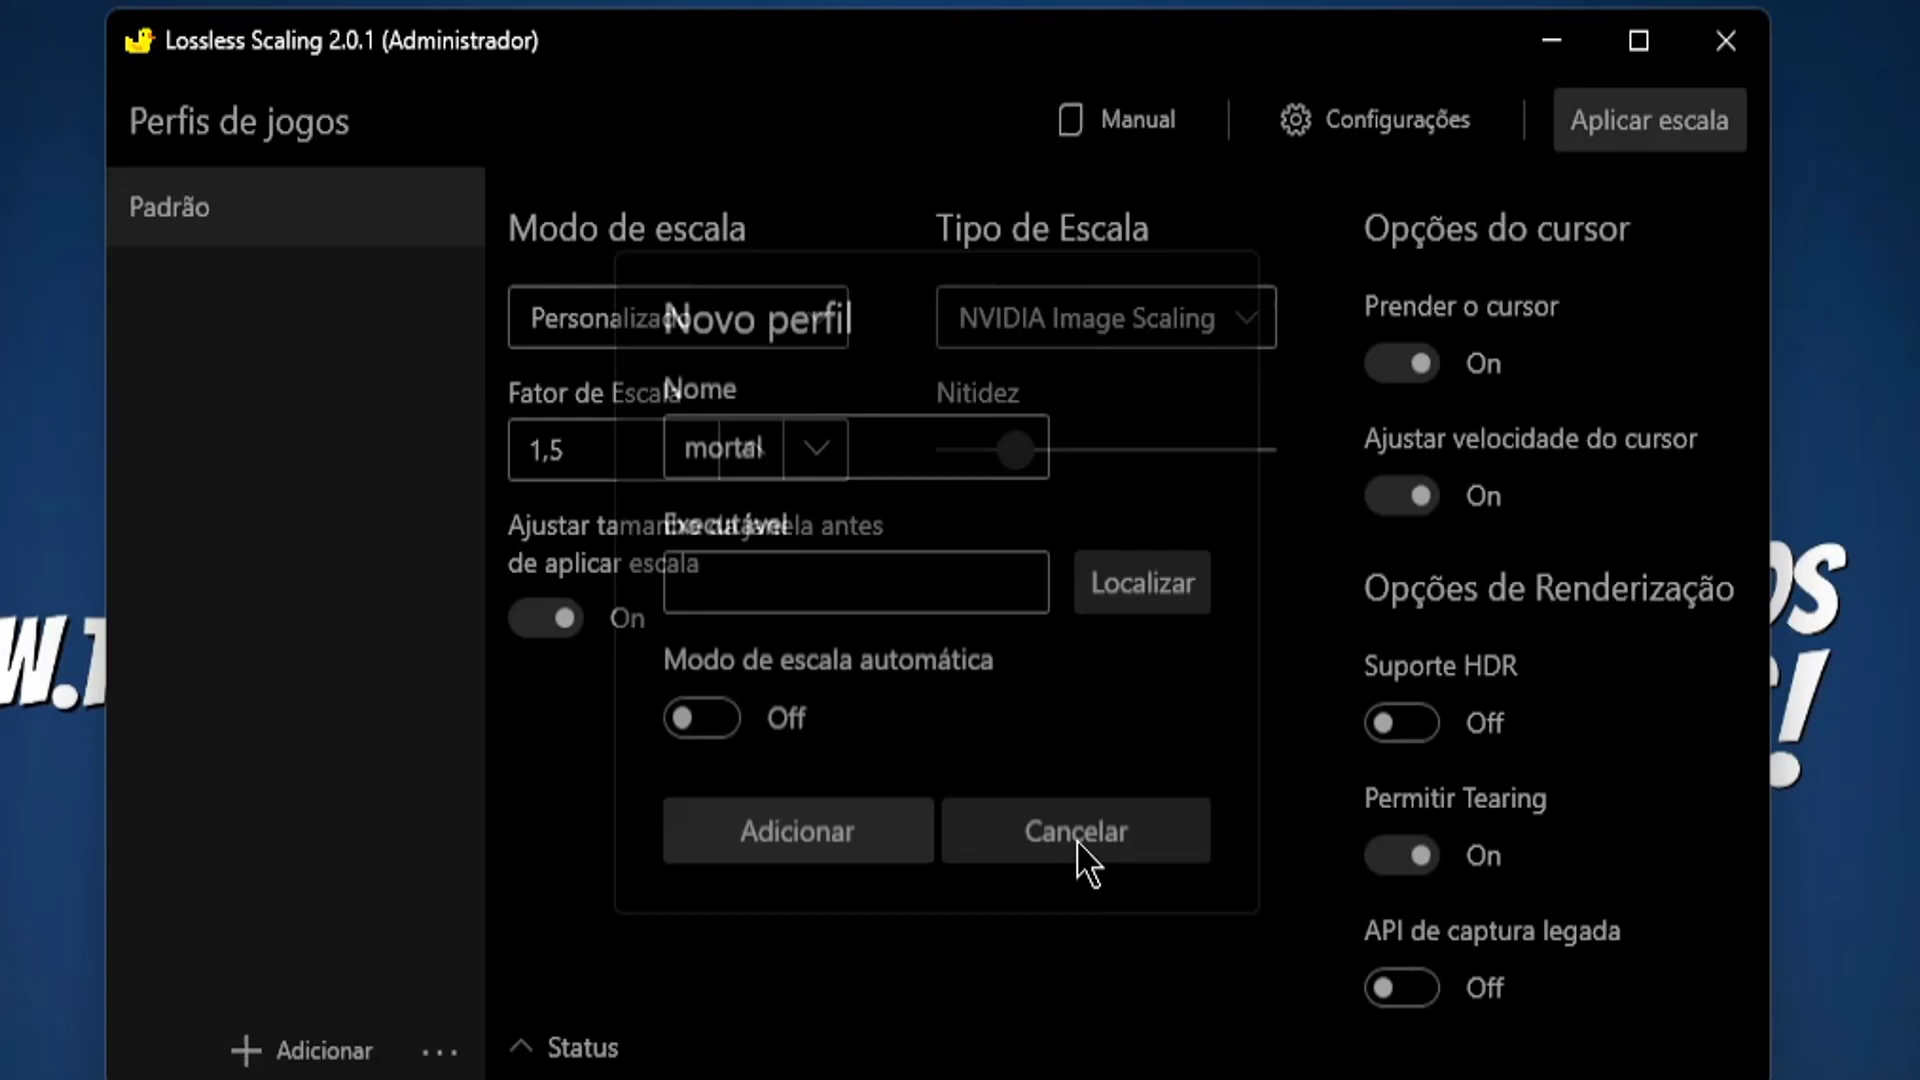 Lossless Scaling 2.0.1 (Administrador)
Perfis de jogos
Manual
Configurações
Aplicar escala
Padrão
Modo de escala
Tipo de Escala
Opções do cursor
Novo perfil
NVIDIA Image Scaling
Prender o cursor
On
Fator de Escala
Nome
Nitidez
1,5
mortal
Ajustar velocidade do cursor
On
Executável
Ajustar antes
de aplicar escala
Localizar
On
Opções de Renderização
Modo de escala automática
Suporte HDR
Off
Off
Adicionar
Cancelar
Permitir Tearing
On
API de captura legada
Off
Adicionar
Status
OS
W.
!